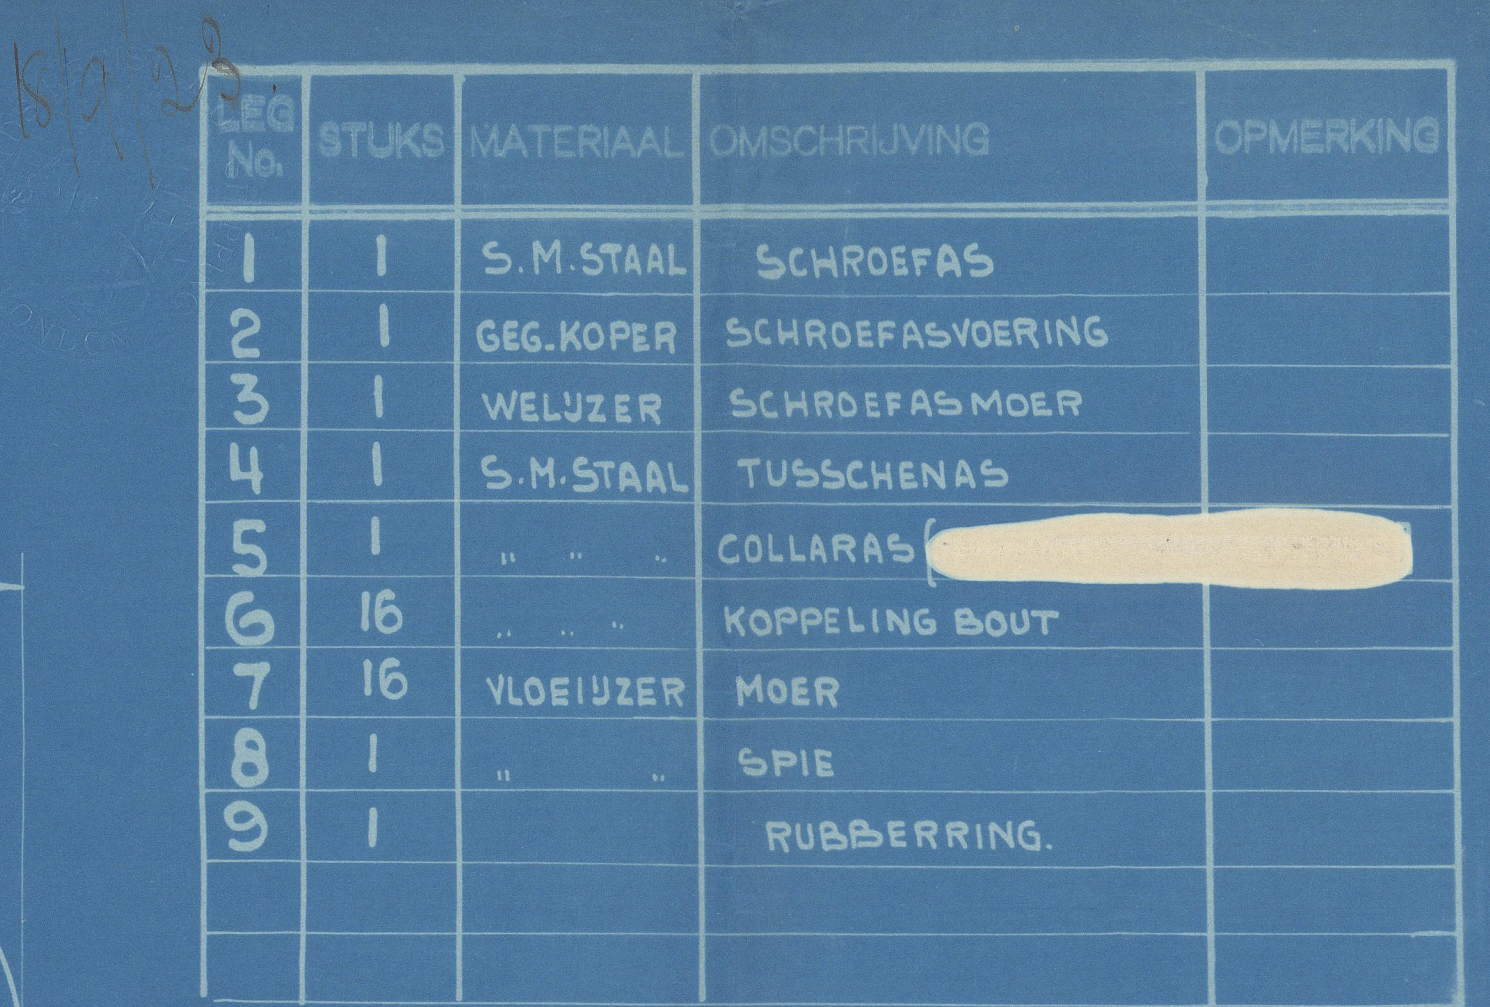 18/9/23.
LEG No. STUKS MATERIAAL OMSCHRIJVING OPMERKING
1 1 S.M.STAAL SCHROEFAS
2 1 GEG.KOPER SCHROEFASVOERING
3 1 WELIJZER SCHROEFASMOER
4 1 S.M.STAAL TUSSCHENAS
5 1 " " " COLLARAS (
6 16 " " " KOPPELING BOUT
7 16 VLOEIIJZER MOER
8 1 " " SPIE
9 1 RUBBERRING.